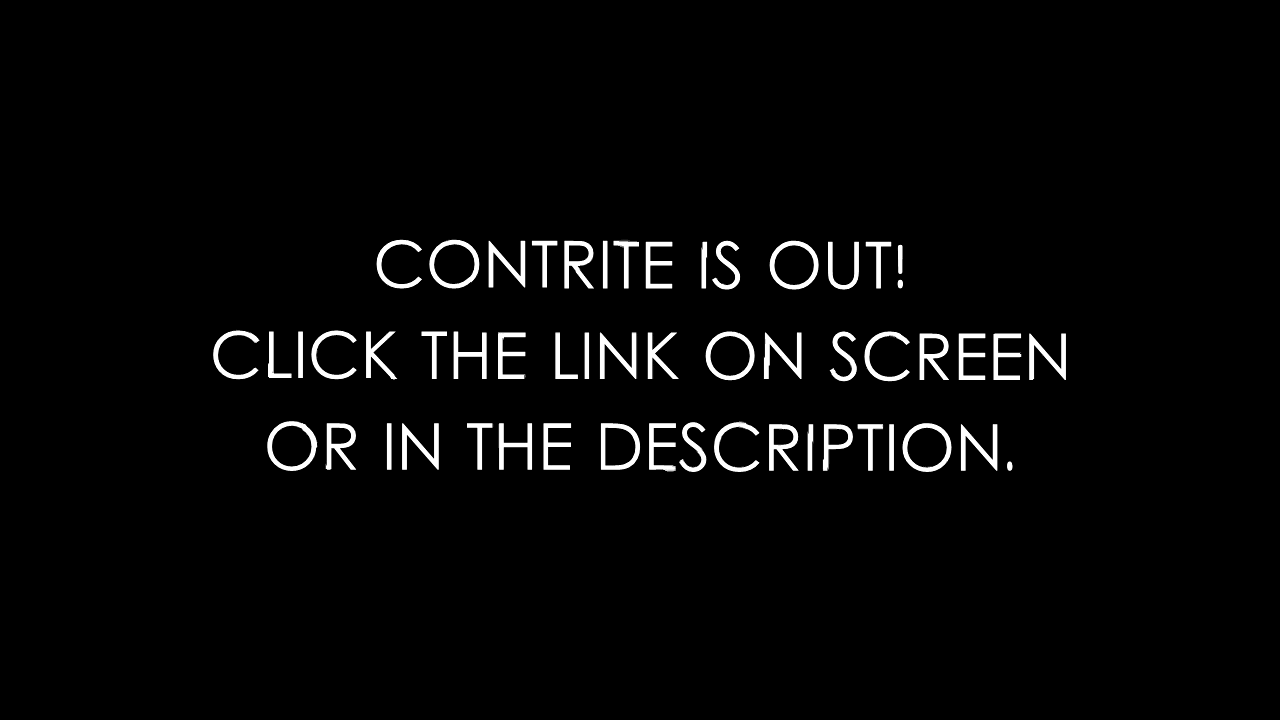 CONTRITE IS OUT!
CLICK THE LINK ON SCREEN
OR IN THE DESCRIPTION.